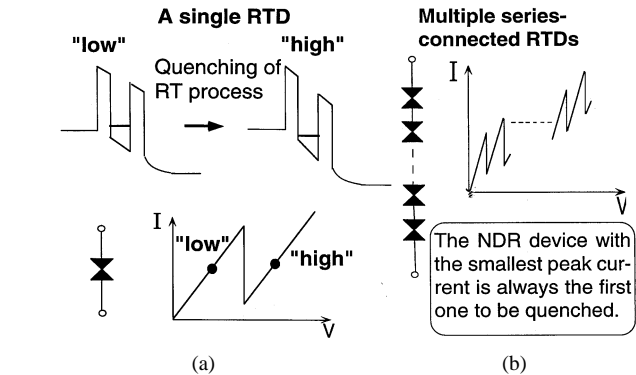 A single RTD
"low"
"high"
Quenching of
RT process
I
"low"
"high"
V
(a)
Multiple series-
connected RTDs
I
V
The NDR device with
the smallest peak cur-
rent is always the first
one to be quenched.
(b)